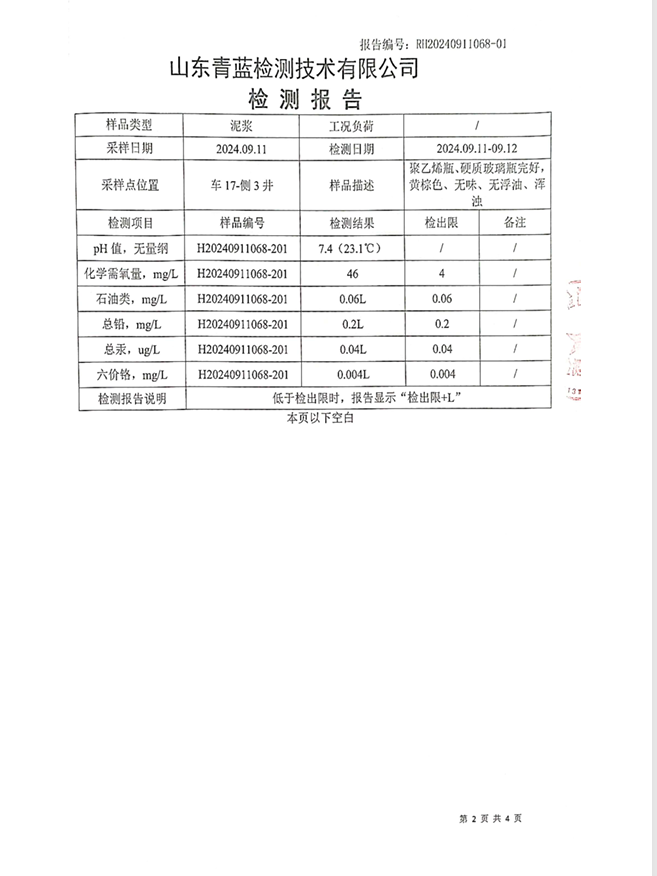 报告编号：RH20240911068-01
山东青蓝检测技术有限公司
检 测 报 告
样品类型 泥浆 工况负荷 /
采样日期 2024.09.11 检测日期 2024.09.11-09.12
采样点位置 车17-侧3井 样品描述 聚乙烯瓶、硬质玻璃瓶完好，
黄棕色、无味、无浮油、浑
浊
检测项目 样品编号 检测结果 检出限 备注
pH 值，无量纲 H20240911068-201 7.4（23.1℃） / /
化学需氧量，mg/L H20240911068-201 46 4 /
石油类，mg/L H20240911068-201 0.06L 0.06 /
总铅，mg/L H20240911068-201 0.2L 0.2 /
总汞，ug/L H20240911068-201 0.04L 0.04 /
六价铬，mg/L H20240911068-201 0.004L 0.004 /
检测报告说明 低于检出限时，报告显示“检出限+L”
本页以下空白
第 2 页 共 4 页